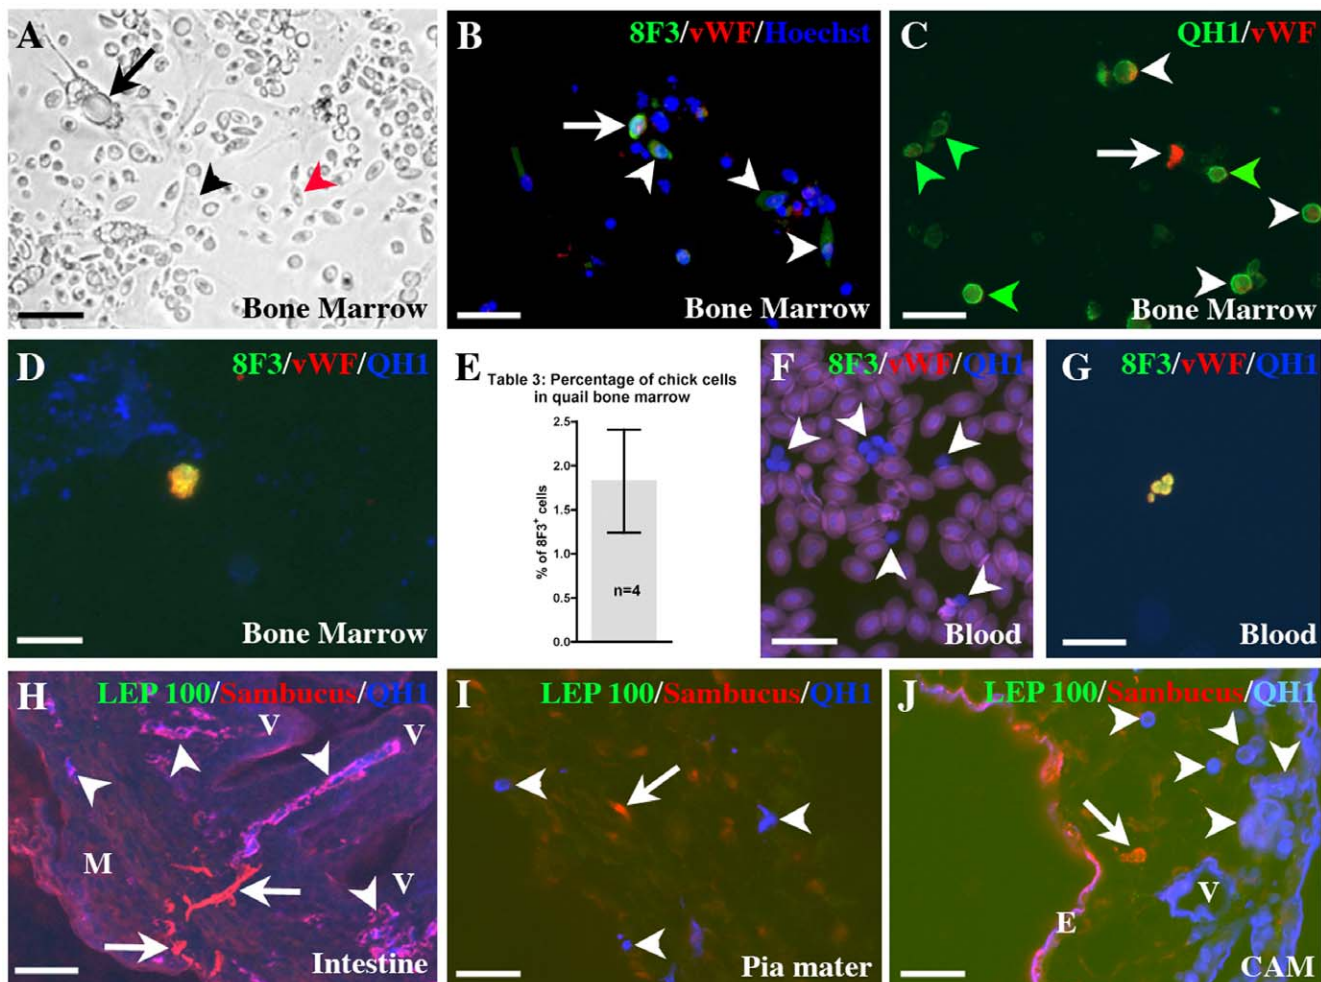 A
Bone Marrow
B
8F3/vWF/Hoechst
Bone Marrow
C
QH1/vWF
Bone Marrow
D
8F3/vWF/QH1
Bone Marrow
E
Table 3: Percentage of chick cells
in quail bone marrow
% of 8F3+ cells
2.5
2.0
1.5
1.0
0.5
0.0
n=4
F
8F3/vWF/QH1
Blood
G
8F3/vWF/QH1
Blood
H
LEP 100/Sambucus/QH1
V
V
M
V
Intestine
I
LEP 100/Sambucus/QH1
Pia mater
J
LEP 100/Sambucus/QH1
V
E
CAM